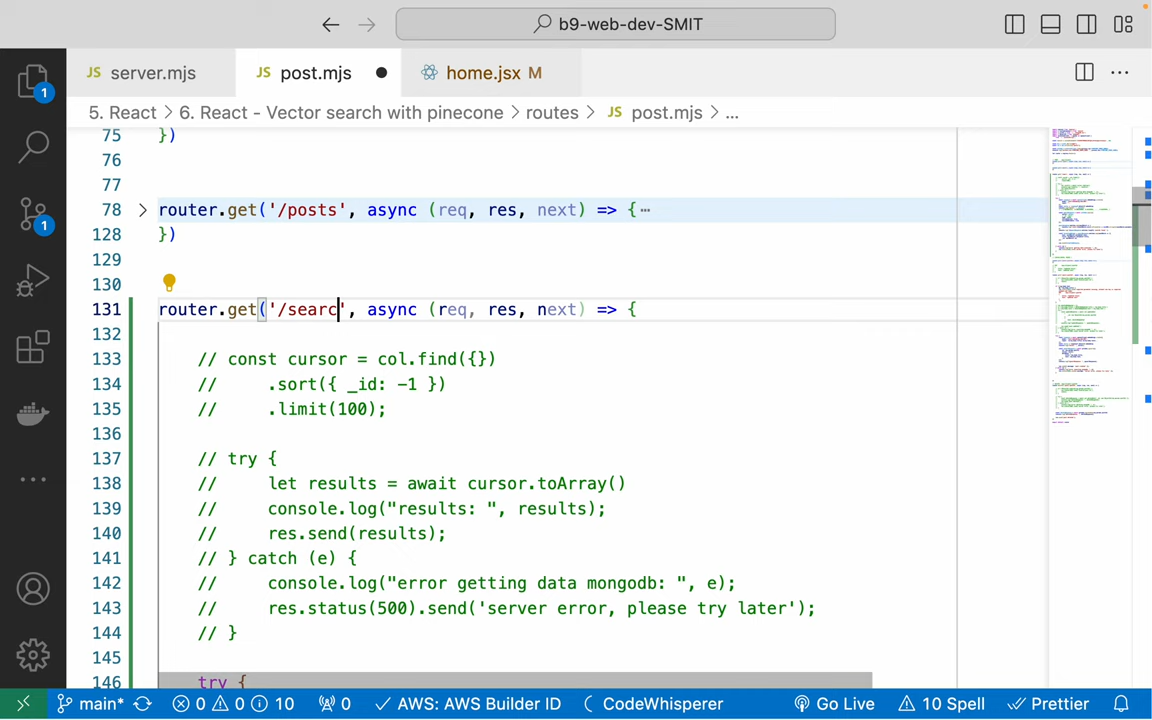 b9-web-dev-SMIT
JS server.mjs
JS post.mjs
home.jsx M
1
5. React > 6. React - Vector search with pinecone > routes > JS post.mjs > ...
75 })
76
77
78 router.get('/posts', async (req, res, next) => {…
128 })
129
130
131 router.get('/searc', async (req, res, next) => {
132
133 // const cursor = col.find({})
134 //     .sort({ _id: -1 })
135 //     .limit(100);
136
137 // try {
138 //     let results = await cursor.toArray()
139 //     console.log("results: ", results);
140 //     res.send(results);
141 // } catch (e) {
142 //     console.log("error getting data mongodb: ", e);
143 //     res.status(500).send('server error, please try later');
144 // }
145
146 try {
1
main* 0 0 10 0 AWS: AWS Builder ID CodeWhisperer Go Live 10 Spell Prettier